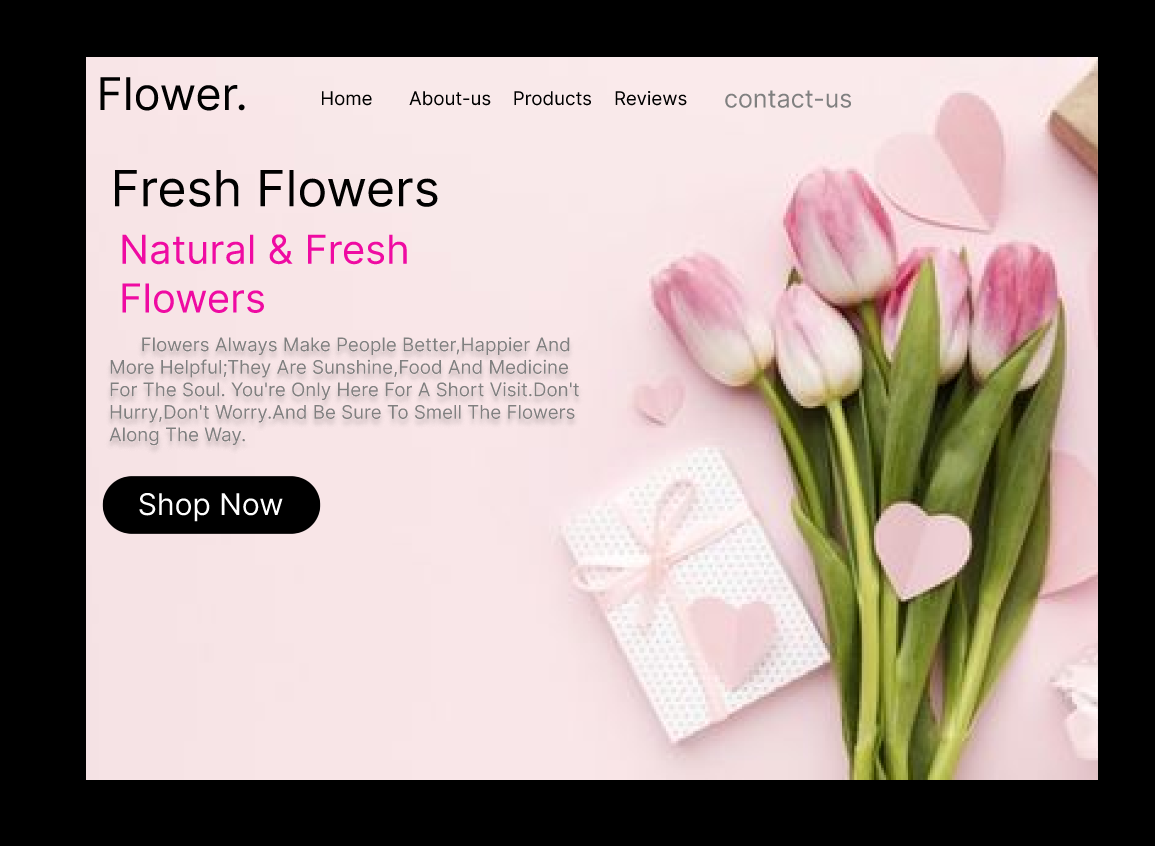 Flower.
Home About-us Products Reviews contact-us
Fresh Flowers
Natural & Fresh
Flowers
Flowers Always Make People Better,Happier And
More Helpful;They Are Sunshine,Food And Medicine
For The Soul. You're Only Here For A Short Visit.Don't
Hurry,Don't Worry.And Be Sure To Smell The Flowers
Along The Way.
Shop Now